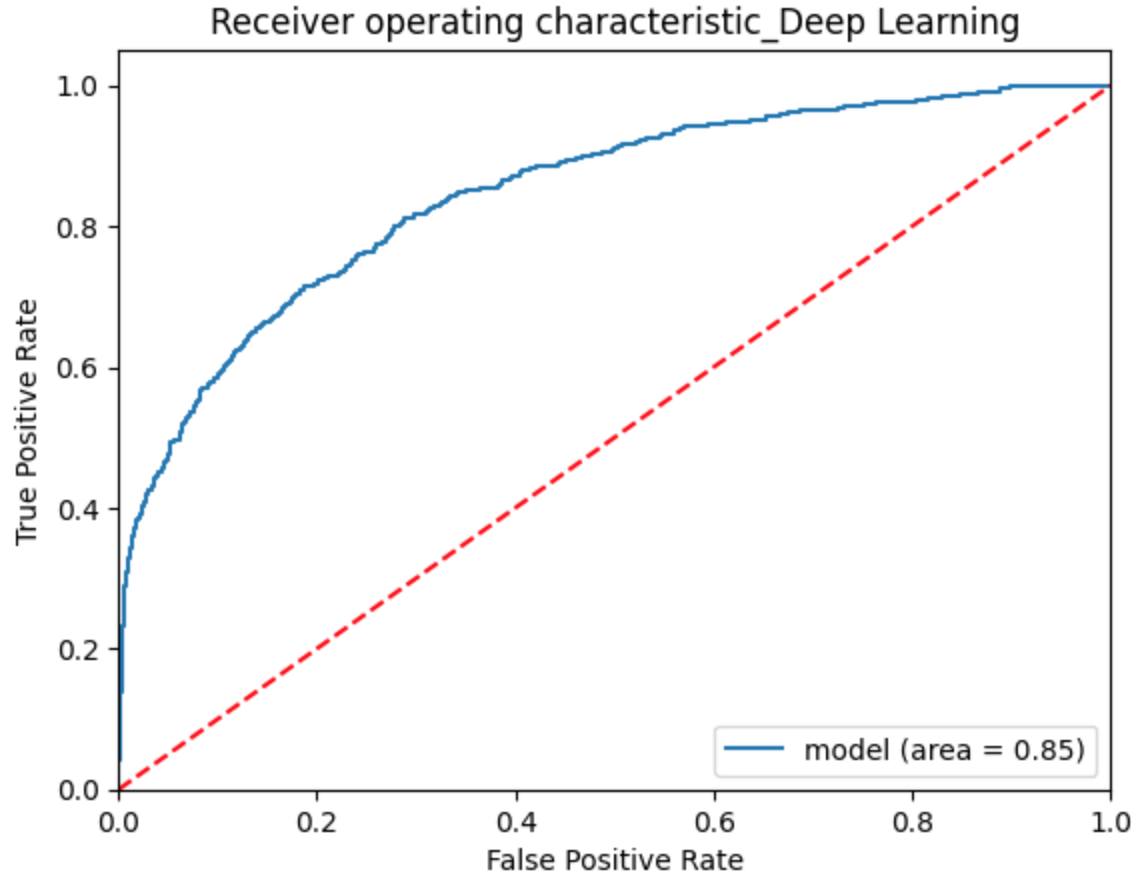 Receiver operating characteristic_Deep Learning
True Positive Rate
1.0
0.8
0.6
0.4
0.2
0.0
model (area = 0.85)
0.0 0.2 0.4 0.6 0.8 1.0
False Positive Rate